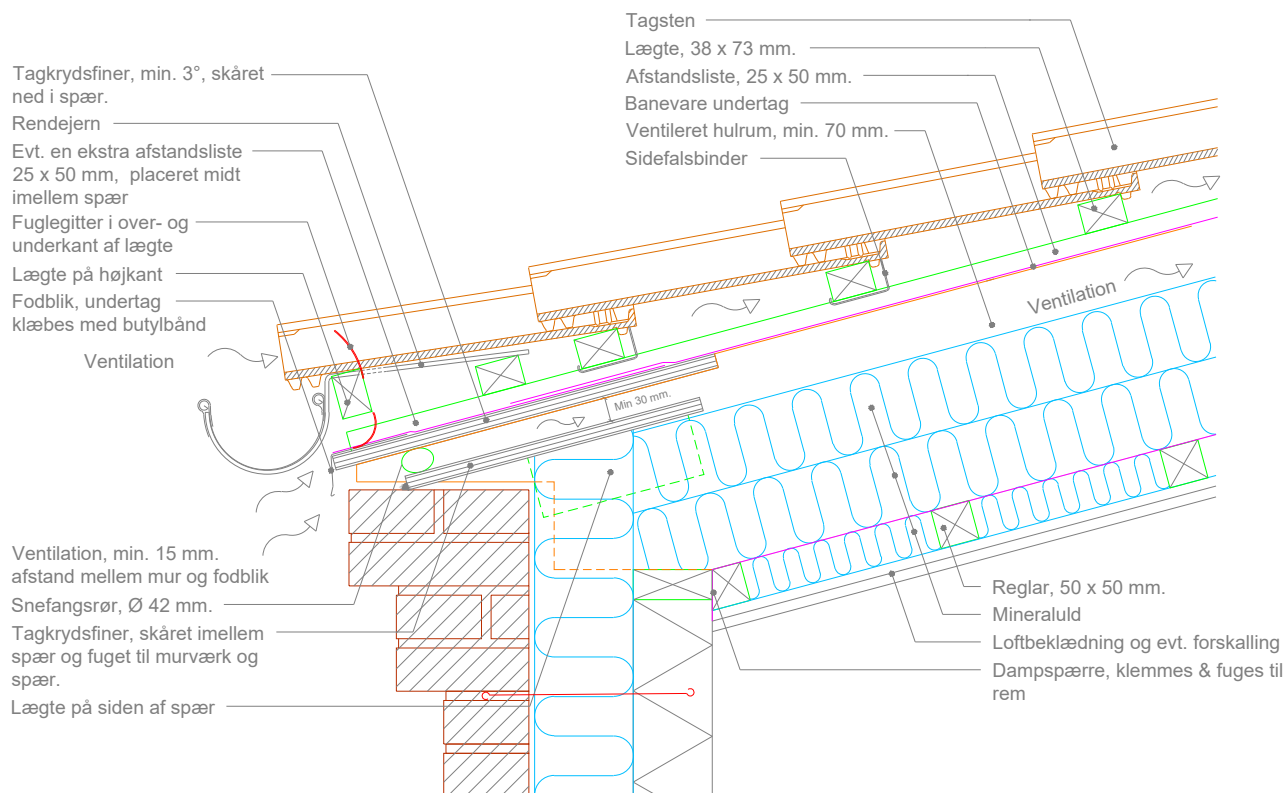 Tagkrydsfiner, min. 3°, skåret
ned i spær.
Rendejern
Evt. en ekstra afstandsliste
25 x 50 mm, placeret midt
imellem spær
Fuglegitter i over- og
underkant af lægte
Lægte på højkant
Fodblik, undertag
klæbes med butylbånd
Ventilation
Tagsten
Lægte, 38 x 73 mm.
Afstandsliste, 25 x 50 mm.
Banevare undertag
Ventileret hulrum, min. 70 mm.
Sidefalsbinder
Ventilation
Min 30 mm.
Ventilation, min. 15 mm.
afstand mellem mur og fodblik
Snefangsrør, Ø 42 mm.
Tagkrydsfiner, skåret imellem
spær og fuget til murværk og
spær.
Lægte på siden af spær
Reglar, 50 x 50 mm.
Mineraluld
Loftbeklædning og evt. forskalling
Dampspærre, klemmes & fuges til
rem